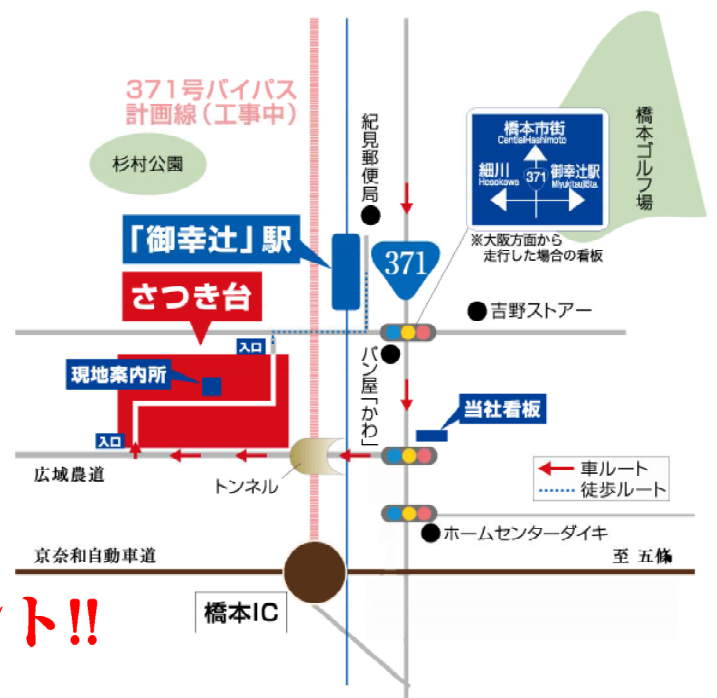 371号バイパス
計画線(工事中)
杉村公園
紀見郵便局
橋本市街
CentralHashimoto
細川
Hosokawa
371
御幸辻駅
MiyukitsujiSta.
※大阪方面から
走行した場合の看板
橋本ゴルフ場
「御幸辻」駅
371
さつき台
吉野ストアー
入口
現地案内所
パン屋「かわ」
当社看板
入口
広域農道
トンネル
車ルート
徒歩ルート
ホームセンターダイキ
京奈和自動車道
至 五條
橋本IC
ット!!